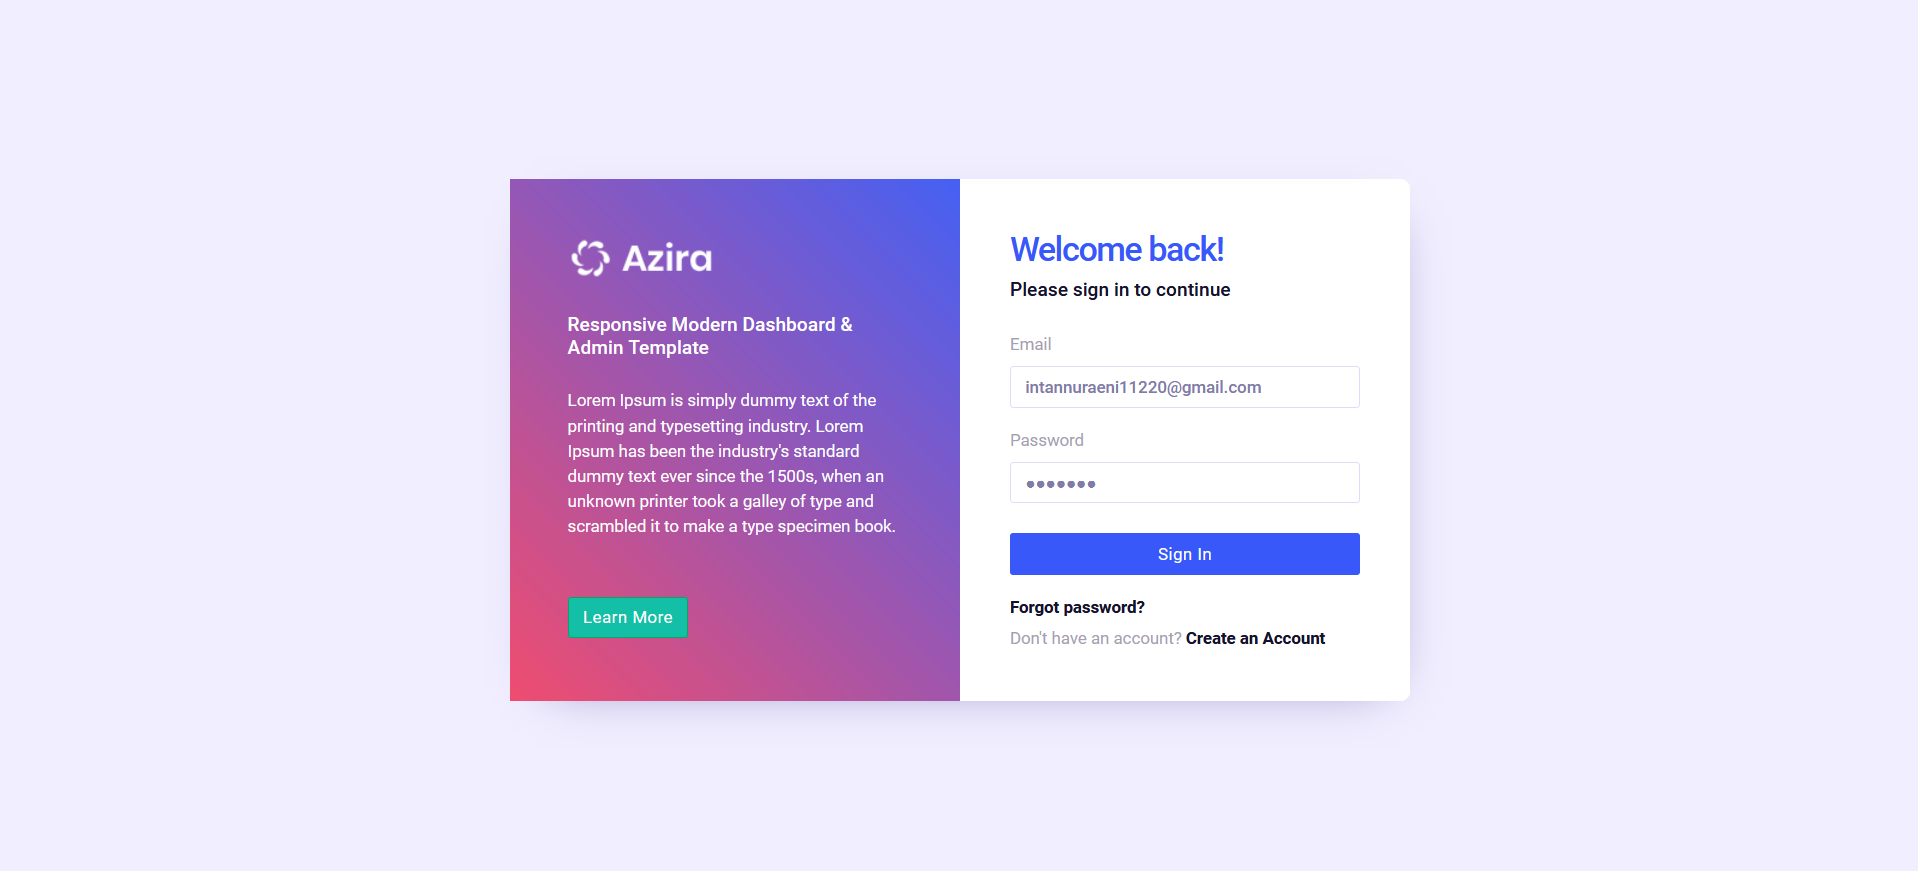 Azira
Responsive Modern Dashboard &
Admin Template
Lorem Ipsum is simply dummy text of the
printing and typesetting industry. Lorem
Ipsum has been the industry's standard
dummy text ever since the 1500s, when an
unknown printer took a galley of type and
scrambled it to make a type specimen book.
Learn More
Welcome back!
Please sign in to continue
Email
intannuraeni11220@gmail.com
Password
•••••••
Sign In
Forgot password?
Don't have an account? Create an Account